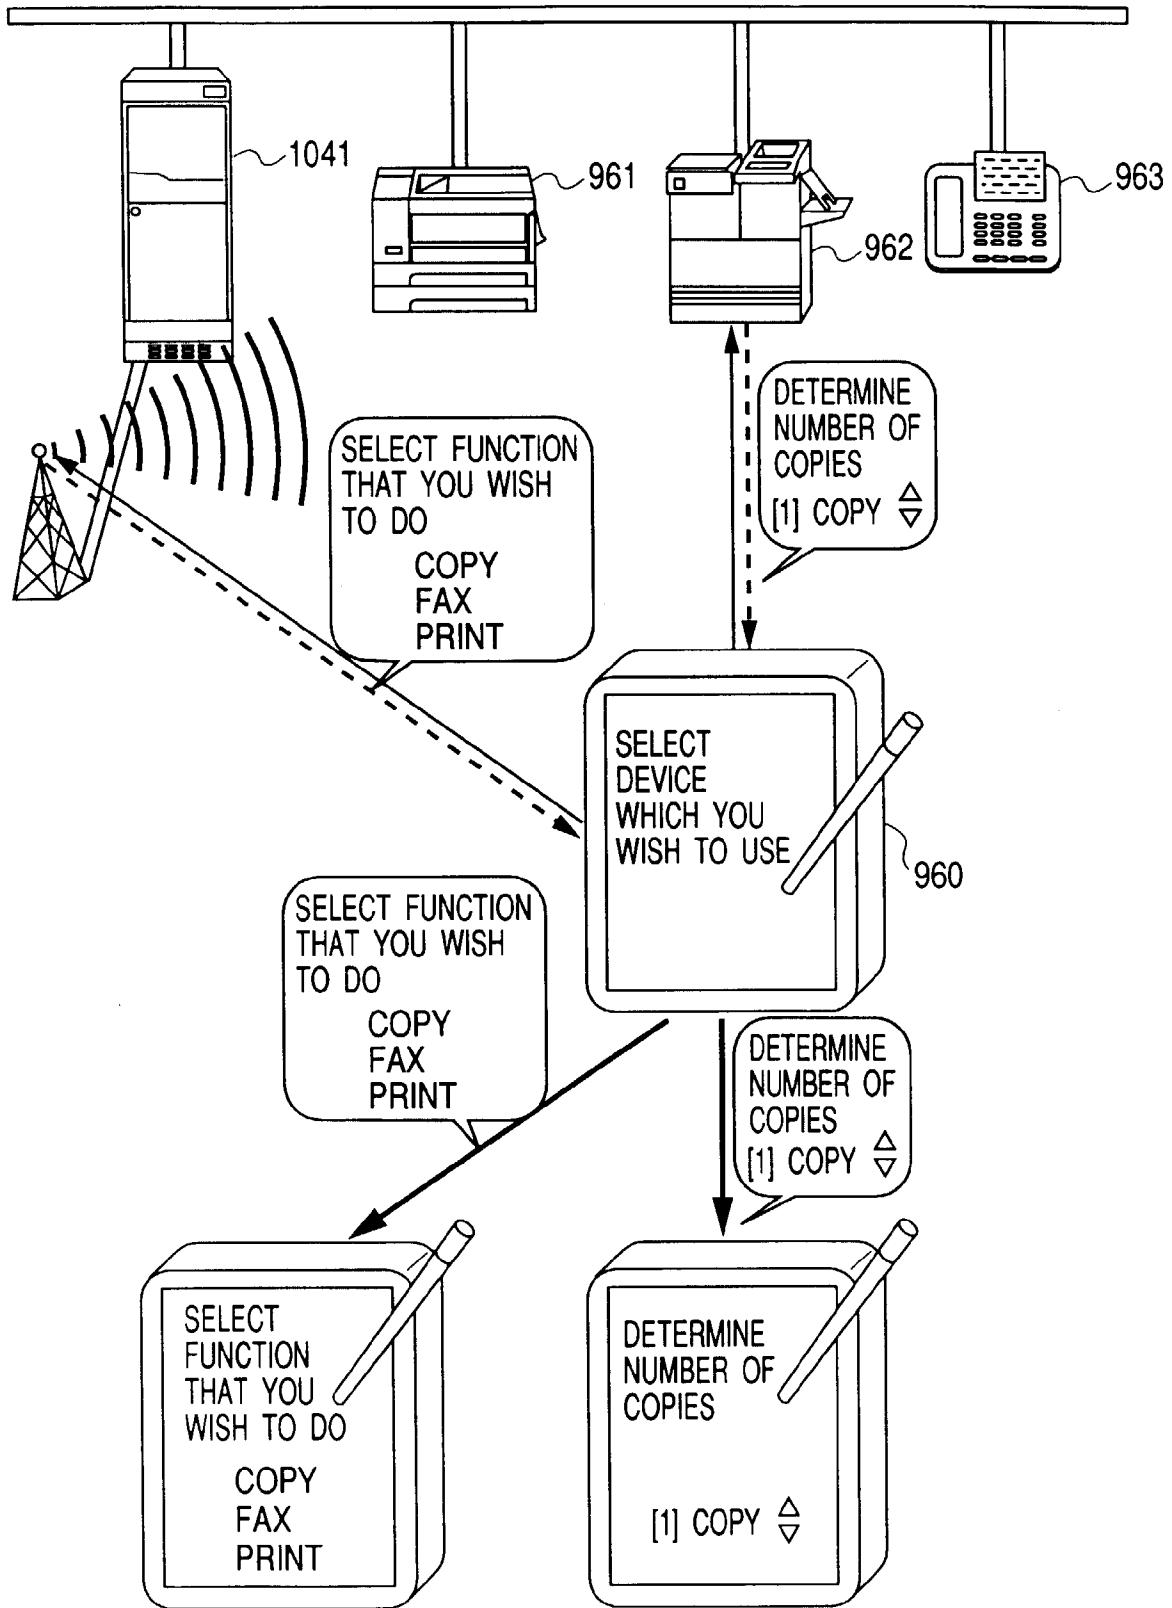 1041
961
962
963
DETERMINE
NUMBER OF
COPIES
[1] COPY △▽
SELECT FUNCTION
THAT YOU WISH
TO DO
COPY
FAX
PRINT
SELECT
DEVICE
WHICH YOU
WISH TO USE
960
SELECT FUNCTION
THAT YOU WISH
TO DO
COPY
FAX
PRINT
DETERMINE
NUMBER OF
COPIES
[1] COPY △▽
SELECT
FUNCTION
THAT YOU
WISH TO DO
COPY
FAX
PRINT
DETERMINE
NUMBER OF
COPIES
[1] COPY △▽